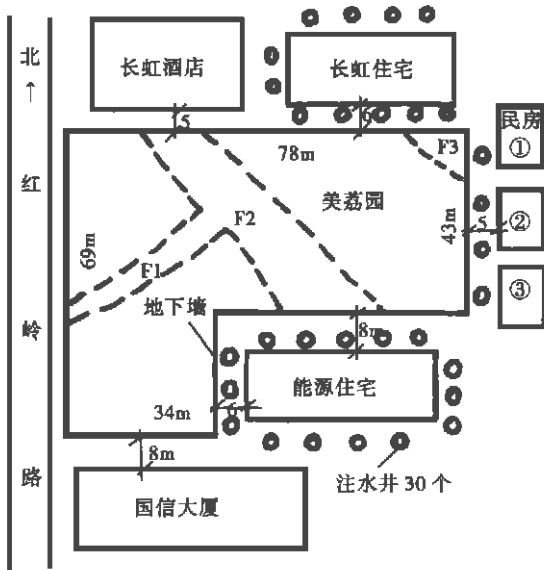 北
↑
红
岭
路
长虹酒店
长虹住宅
5
6
78m
F3
民房
①
美荔园
43m
5
②
69m
F2
F1
③
地下墙
8m
能源住宅
34m
6
8m
注水井 30 个
国信大厦